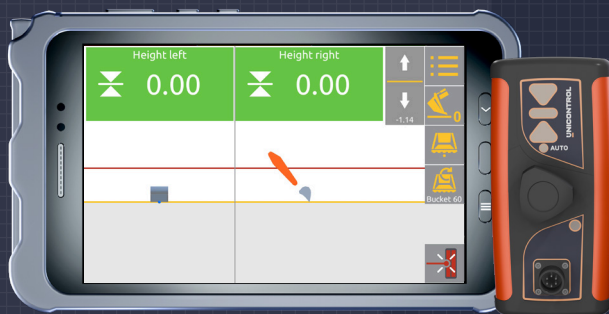 Height left
Height right
0.00
0.00
-1.14
0
Bucket 60
UNICONTROL
AUTO